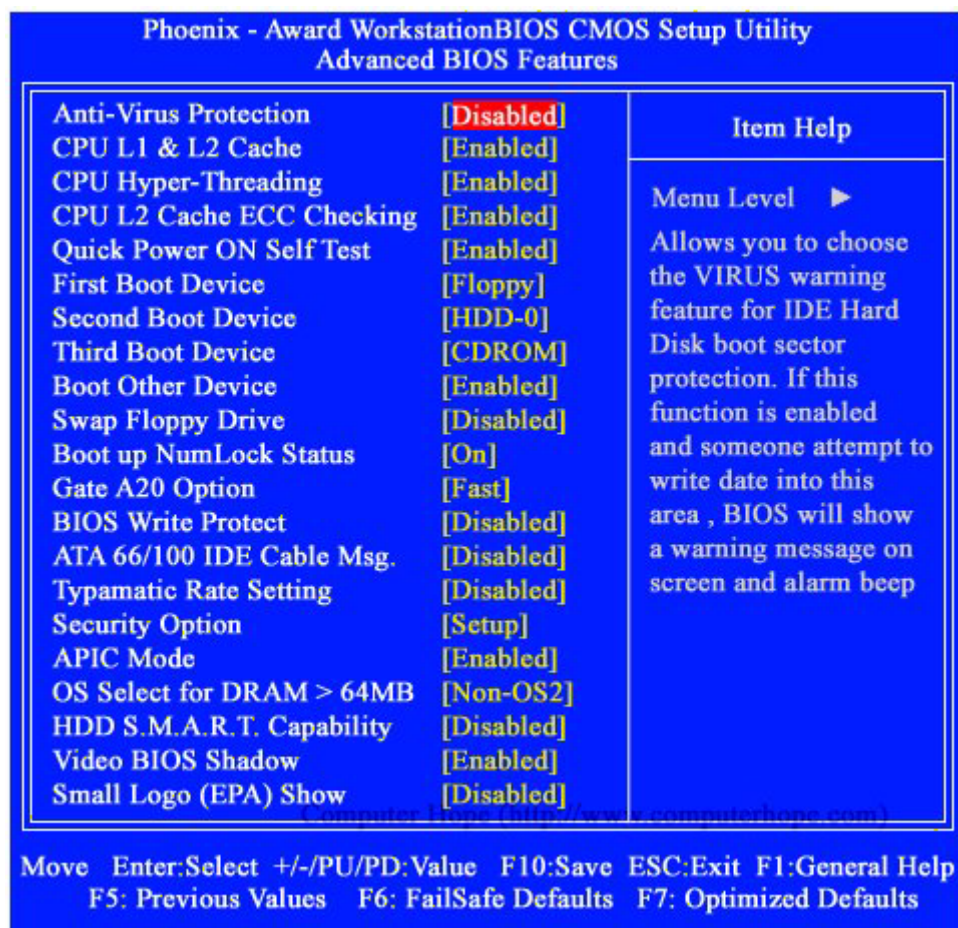 Phoenix - Award WorkstationBIOS CMOS Setup Utility
Advanced BIOS Features
Anti-Virus Protection [Disabled]
CPU L1 & L2 Cache [Enabled]
CPU Hyper-Threading [Enabled]
CPU L2 Cache ECC Checking [Enabled]
Quick Power ON Self Test [Enabled]
First Boot Device [Floppy]
Second Boot Device [HDD-0]
Third Boot Device [CDROM]
Boot Other Device [Enabled]
Swap Floppy Drive [Disabled]
Boot up NumLock Status [On]
Gate A20 Option [Fast]
BIOS Write Protect [Disabled]
ATA 66/100 IDE Cable Msg. [Disabled]
Typamatic Rate Setting [Disabled]
Security Option [Setup]
APIC Mode [Enabled]
OS Select for DRAM > 64MB [Non-OS2]
HDD S.M.A.R.T. Capability [Disabled]
Video BIOS Shadow [Enabled]
Small Logo (EPA) Show [Disabled]
Item Help
Menu Level ►
Allows you to choose
the VIRUS warning
feature for IDE Hard
Disk boot sector
protection. If this
function is enabled
and someone attempt to
write date into this
area , BIOS will show
a warning message on
screen and alarm beep
Computer Hope (http://www.computerhope.com)
Move Enter:Select +/-/PU/PD:Value F10:Save ESC:Exit F1:General Help
F5: Previous Values F6: FailSafe Defaults F7: Optimized Defaults